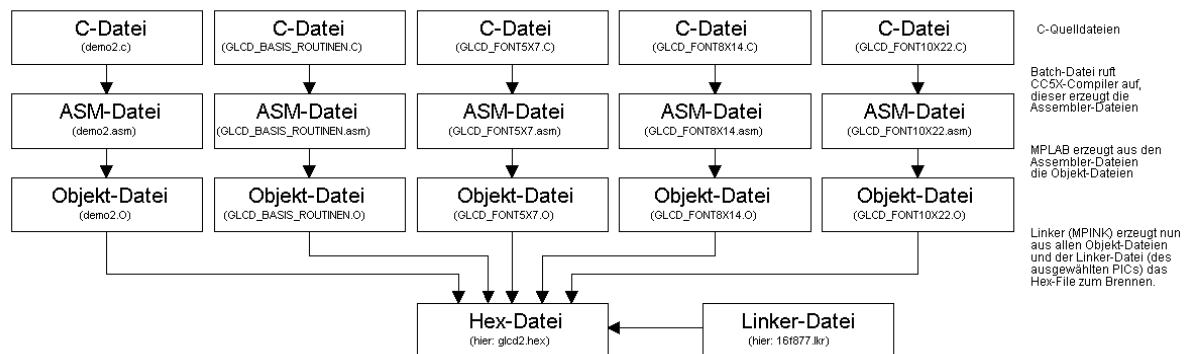 C-Datei
(demo2.c)
C-Datei
(GLCD_BASIS_ROUTINEN.C)
C-Datei
(GLCD_FONT5X7.C)
C-Datei
(GLCD_FONT8X14.C)
C-Datei
(GLCD_FONT10X22.C)
C-Quelldateien
Batch-Datei ruft
CC5X-Compiler auf,
dieser erzeugt die
Assembler-Dateien
ASM-Datei
(demo2.asm)
ASM-Datei
(GLCD_BASIS_ROUTINEN.asm)
ASM-Datei
(GLCD_FONT5X7.asm)
ASM-Datei
(GLCD_FONT8X14.asm)
ASM-Datei
(GLCD_FONT10X22.asm)
MPLAB erzeugt aus den
Assembler-Dateien
die Objekt-Dateien
Objekt-Datei
(demo2.O)
Objekt-Datei
(GLCD_BASIS_ROUTINEN.O)
Objekt-Datei
(GLCD_FONT5X7.O)
Objekt-Datei
(GLCD_FONT8X14.O)
Objekt-Datei
(GLCD_FONT10X22.O)
Linker (MPINK) erzeugt nun
aus allen Objekt-Dateien
und der Linker-Datei (des
ausgewählten PICs) das
Hex-File zum Brennen.
Hex-Datei
(hier: glcd2.hex)
Linker-Datei
(hier: 16f877.lkr)